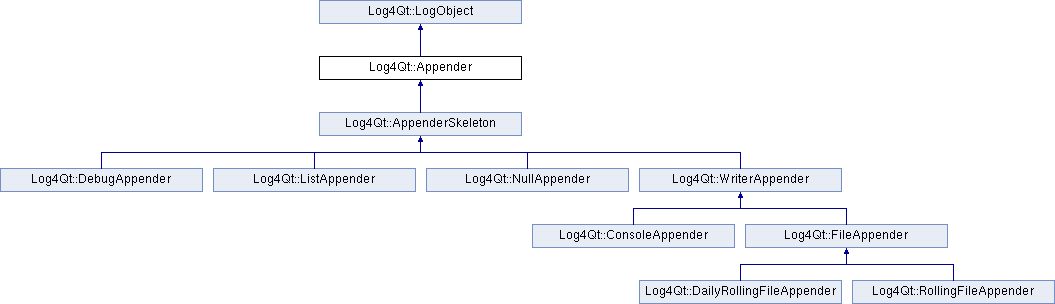 Log4Qt::LogObject
Log4Qt::Appender
Log4Qt::AppenderSkeleton
Log4Qt::DebugAppender
Log4Qt::ListAppender
Log4Qt::NullAppender
Log4Qt::WriterAppender
Log4Qt::ConsoleAppender
Log4Qt::FileAppender
Log4Qt::DailyRollingFileAppender
Log4Qt::RollingFileAppender